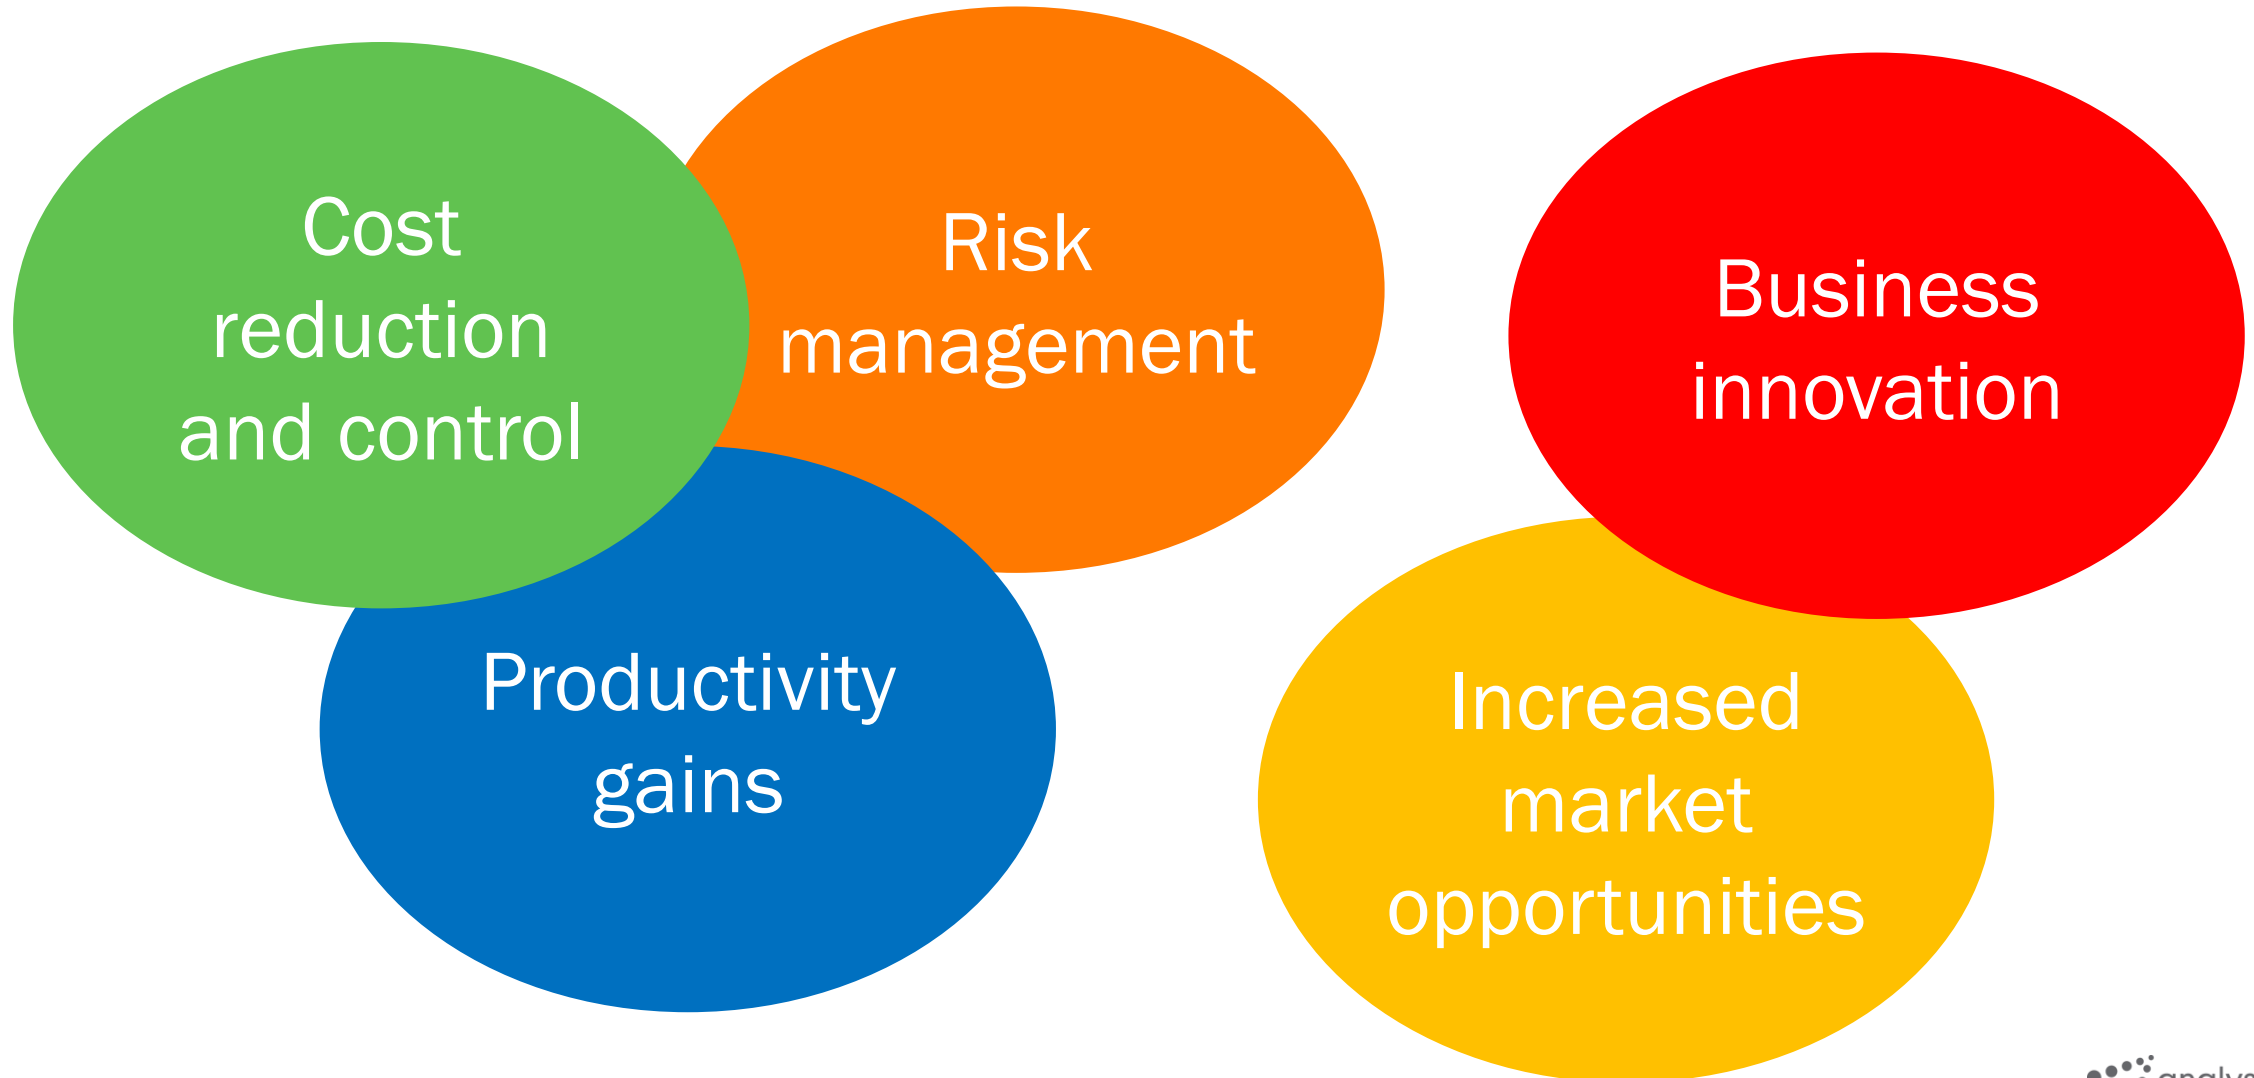 Cost
reduction
and control
Risk
management
Business
innovation
Productivity
gains
Increased
market
opportunities